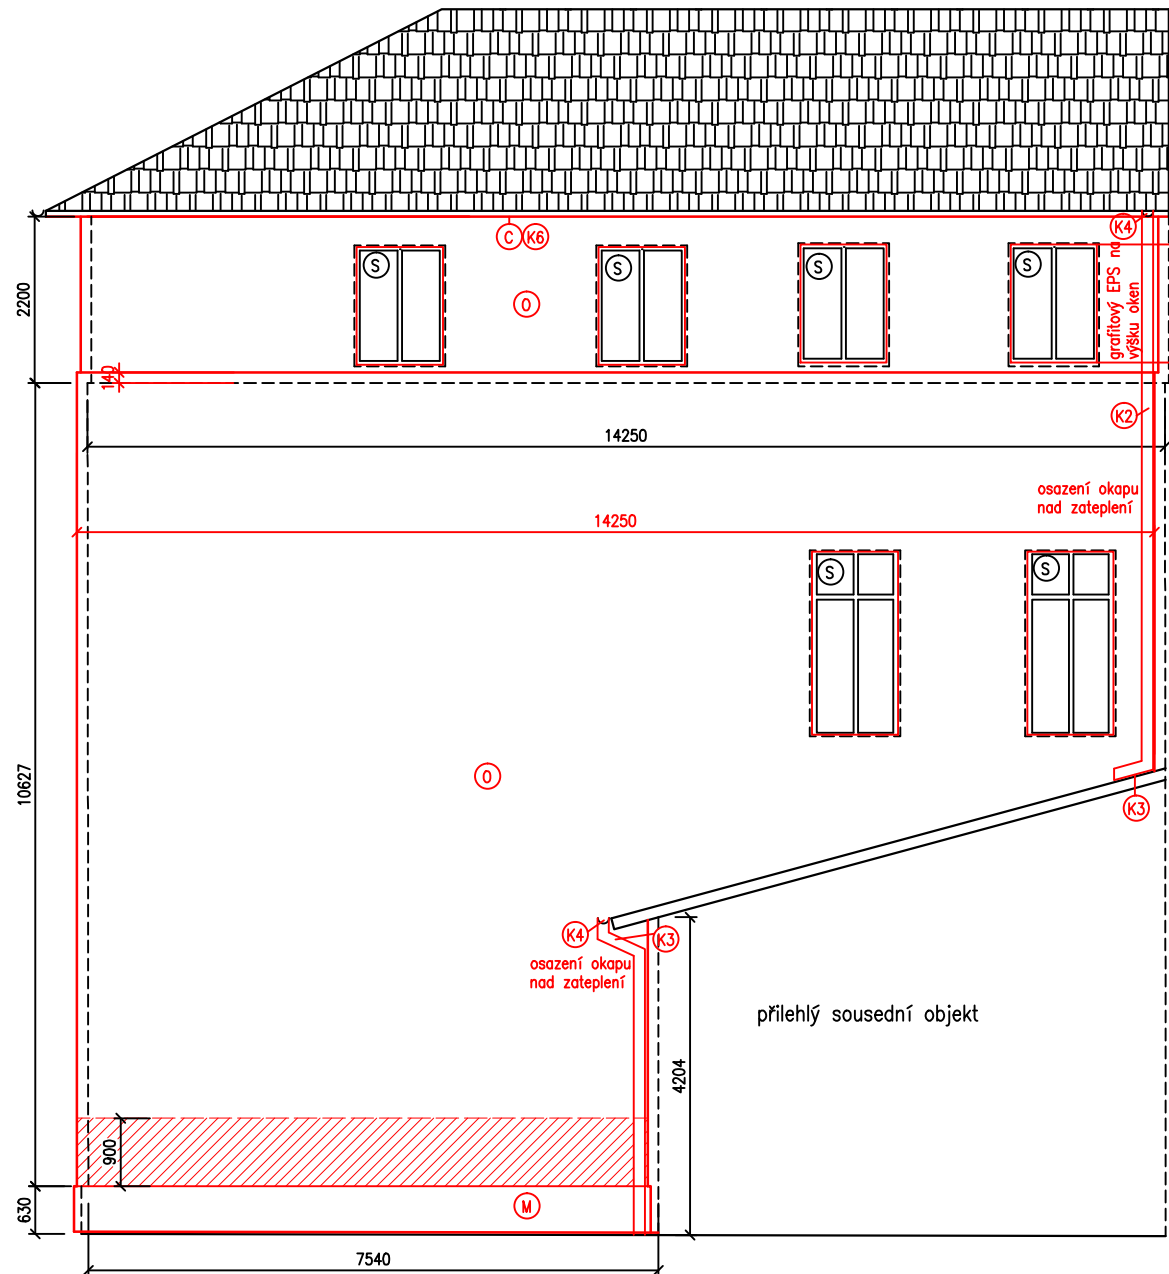 C K6
K4
S
S
S
S
O
grafitový EPS na
výšku oken
2200
140
K2
14250
osazení okapu
nad zateplení
14250
S
S
10627
O
K3
K4
K3
osazení okapu
nad zateplení
přilehlý sousední objekt
4204
900
630
M
7540